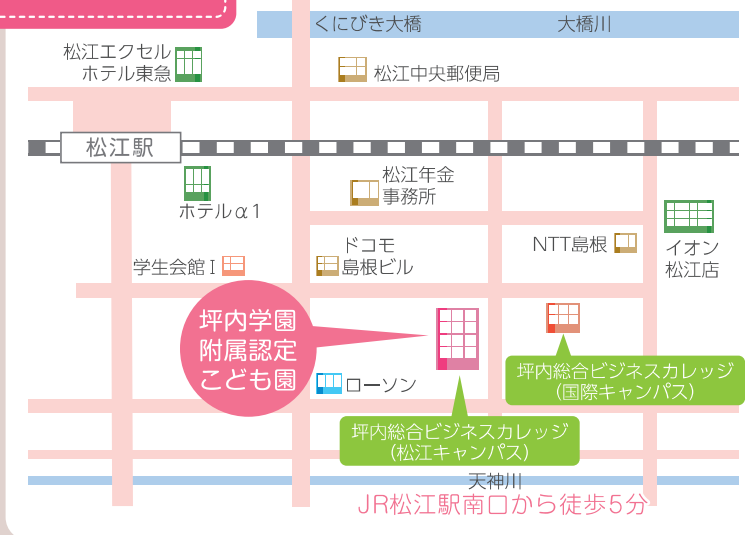 くにびき大橋
大橋川
松江エクセル
ホテル東急
松江中央郵便局
松江駅
松江年金
事務所
ホテルα1
NTT島根
イオン
松江店
ドコモ
島根ビル
学生会館Ⅰ
坪内学園
附属認定
こども園
坪内総合ビジネスカレッジ
(国際キャンパス)
ローソン
坪内総合ビジネスカレッジ
(松江キャンパス)
天神川
JR松江駅南口から徒歩5分